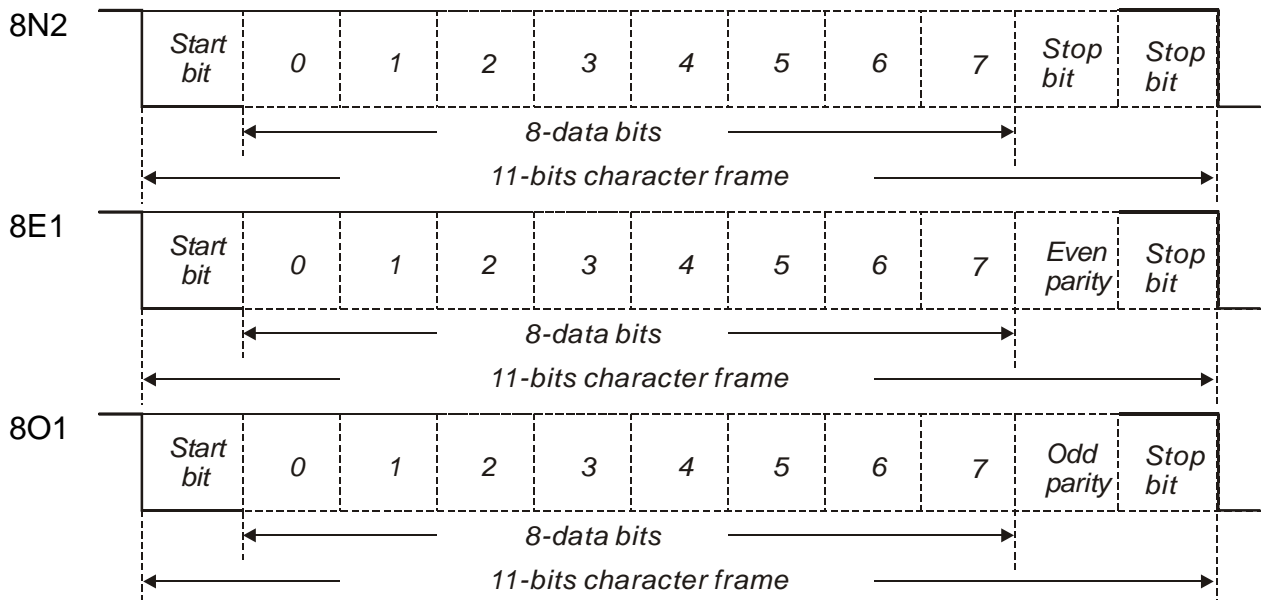 8N2
Start bit 0 1 2 3 4 5 6 7 Stop bit Stop bit
8-data bits
11-bits character frame
8E1
Start bit 0 1 2 3 4 5 6 7 Even parity Stop bit
8-data bits
11-bits character frame
8O1
Start bit 0 1 2 3 4 5 6 7 Odd parity Stop bit
8-data bits
11-bits character frame